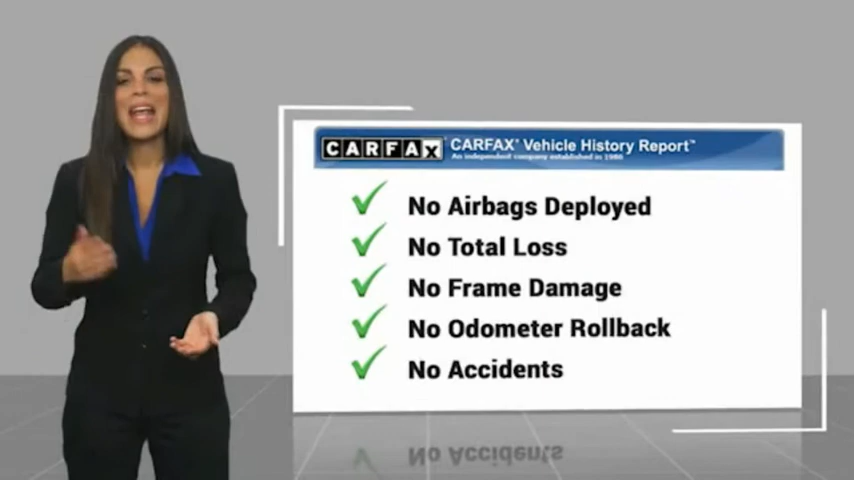 CARFAX CARFAX® Vehicle History Report™
An independent company established in 1986
No Airbags Deployed
No Total Loss
No Frame Damage
No Odometer Rollback
No Accidents
No Accidents